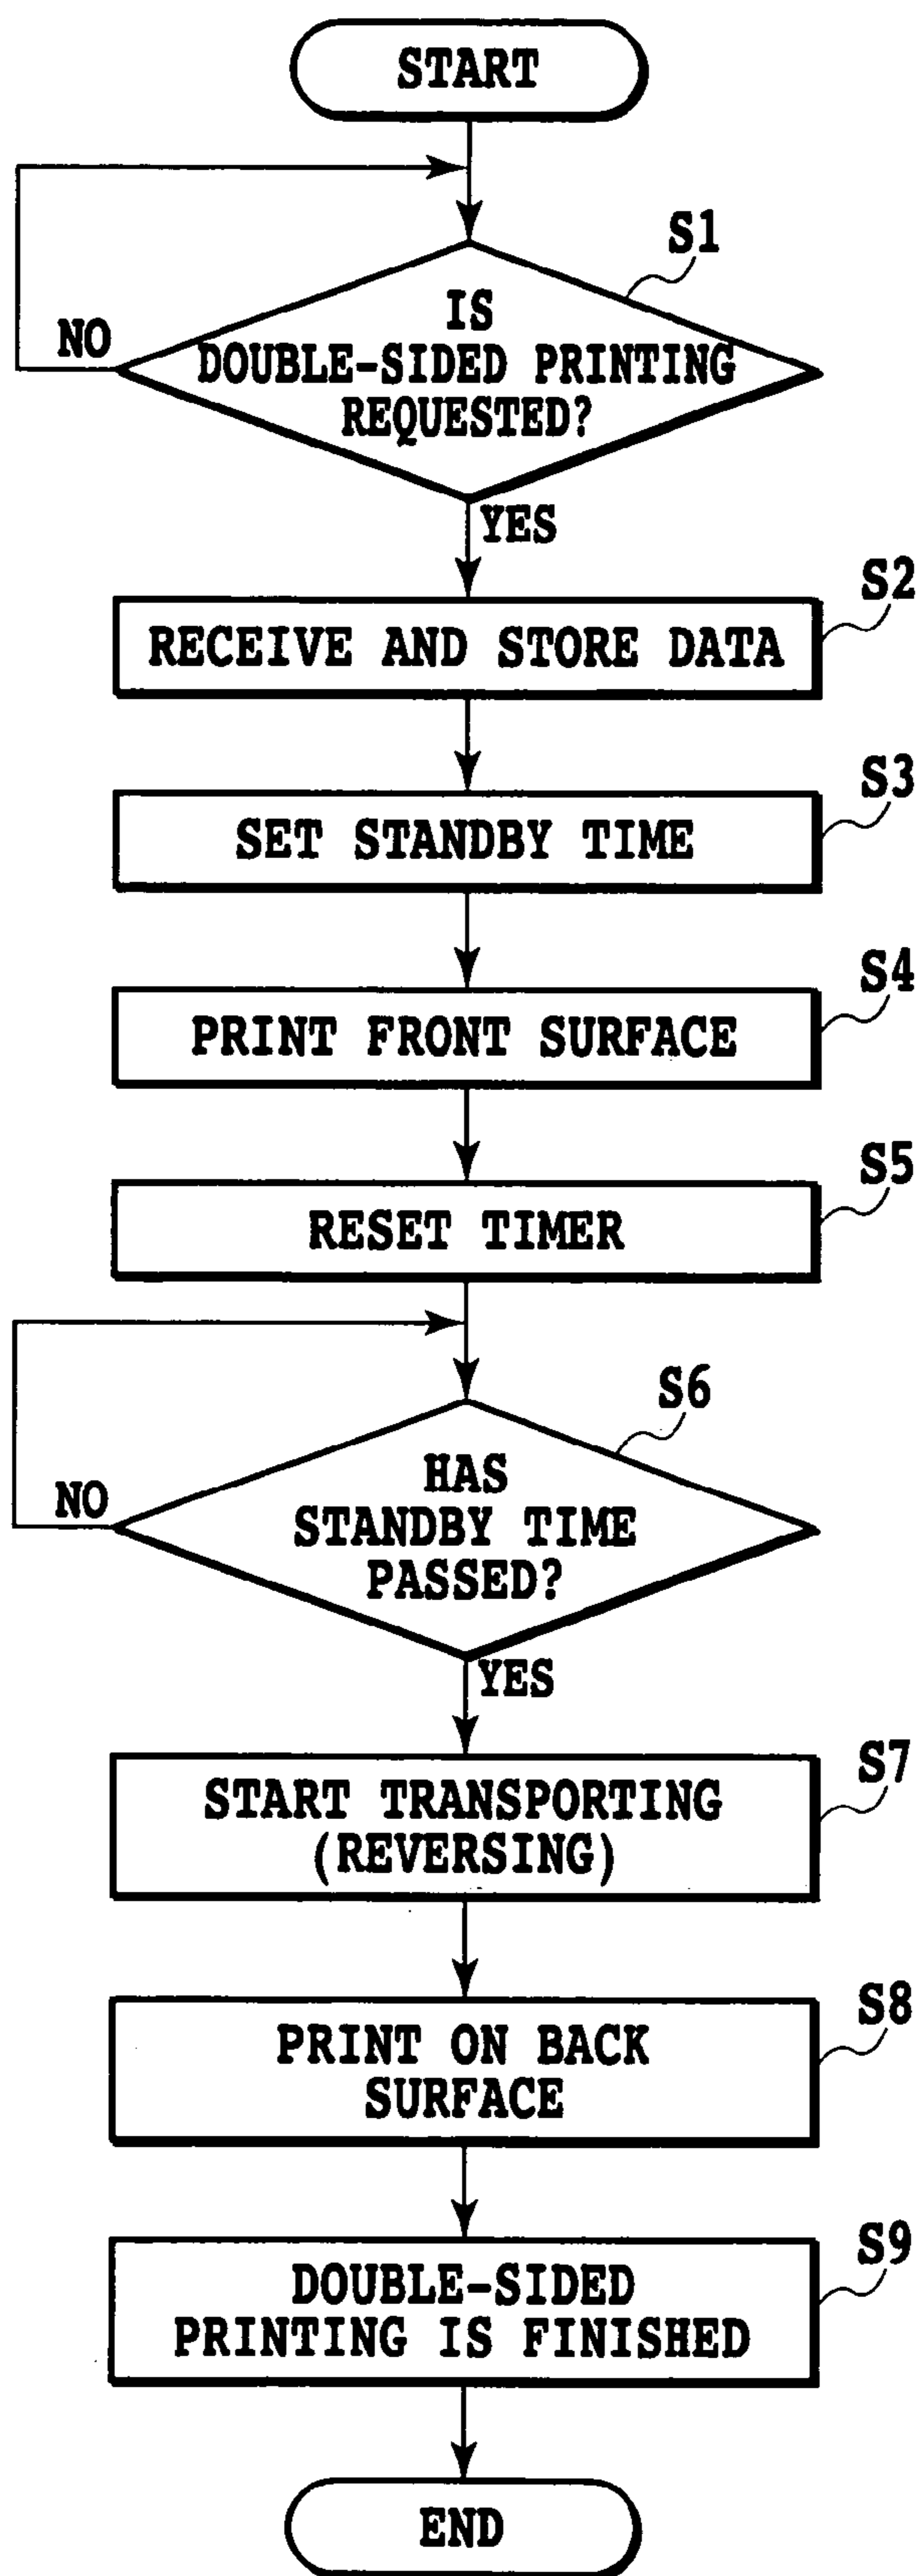 START
S1
IS
DOUBLE-SIDED PRINTING
REQUESTED?
NO
YES
S2
RECEIVE AND STORE DATA
S3
SET STANDBY TIME
S4
PRINT FRONT SURFACE
S5
RESET TIMER
S6
HAS
STANDBY TIME
PASSED?
NO
YES
S7
START TRANSPORTING
(REVERSING)
S8
PRINT ON BACK
SURFACE
S9
DOUBLE-SIDED
PRINTING IS FINISHED
END